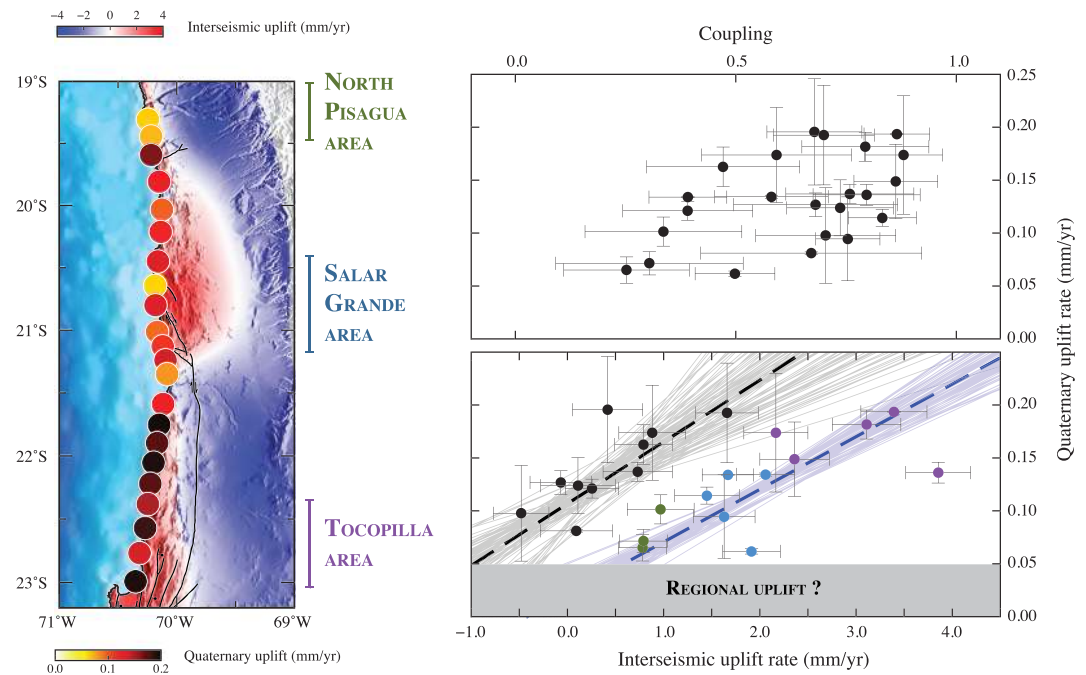 −4 −2 0 2 4
Interseismic uplift (mm/yr)
19˚S
20˚S
21˚S
22˚S
23˚S
71˚W 70˚W 69˚W
0.0 0.1 0.2
Quaternary uplift (mm/yr)
NORTH
PISAGUA
AREA
SALAR
GRANDE
AREA
TOCOPILLA
AREA
Coupling
0.0 0.5 1.0
0.25
0.20
0.15
0.10
0.05
0.00
0.20
0.15
0.10
0.05
0.00
Quaternary uplift rate (mm/yr)
REGIONAL UPLIFT ?
−1.0 0.0 1.0 2.0 3.0 4.0
Interseismic uplift rate (mm/yr)